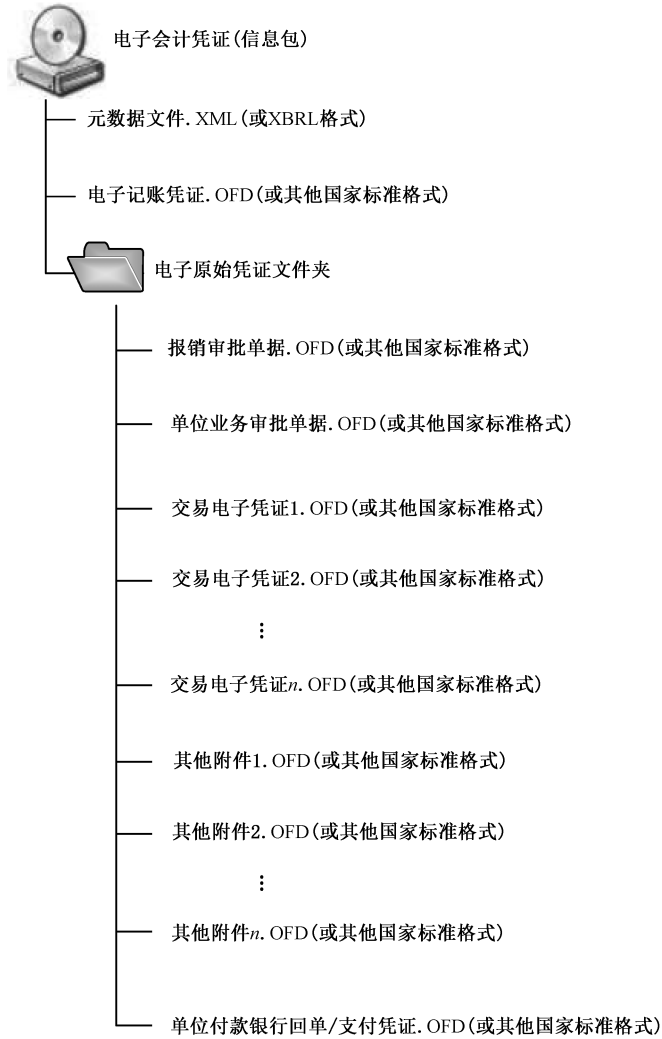 电子会计凭证(信息包)
元数据文件.XML(或XBRL格式)
电子记账凭证.OFD(或其他国家标准格式)
电子原始凭证文件夹
报销审批单据.OFD(或其他国家标准格式)
单位业务审批单据.OFD(或其他国家标准格式)
交易电子凭证1.OFD(或其他国家标准格式)
交易电子凭证2.OFD(或其他国家标准格式)
⋮
交易电子凭证n.OFD(或其他国家标准格式)
其他附件1.OFD(或其他国家标准格式)
其他附件2.OFD(或其他国家标准格式)
⋮
其他附件n.OFD(或其他国家标准格式)
单位付款银行回单/支付凭证.OFD(或其他国家标准格式)